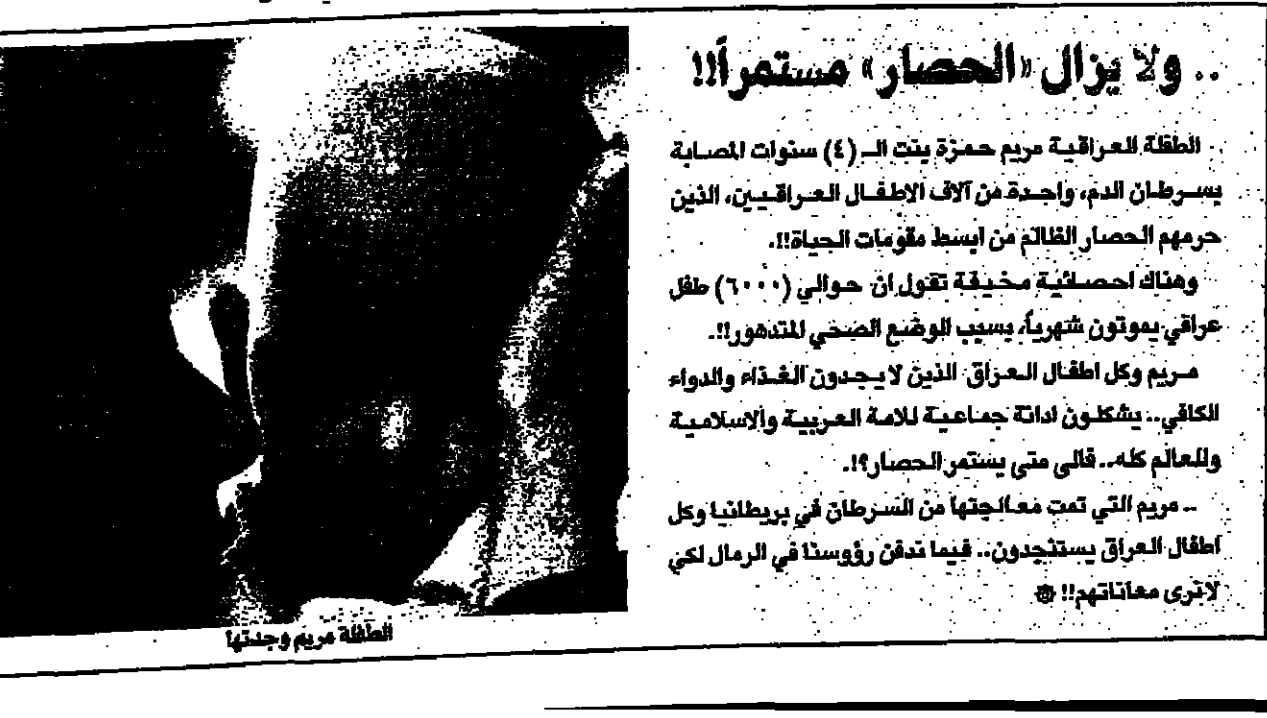 .. ولا يزال «الحصار» مستمراً!!
.. الطفلة العراقية مريم حمزة بنت الـ (٤) سنوات المصابة
بسرطان الدم، واحدة من آلاف الاطفال العراقيين، الذين
حرمهم الحصار الظالم من ابسط مقومات الحياة!!.
وهناك احصائية مخيفة تقول ان حوالي (٦٠٠٠) طفل
عراقي يموتون شهرياً، بسبب الوضع الصحي المتدهور!!.
مريم وكل اطفال العراق الذين لايجدون الغذاء والدواء
الكافي.. يشكلون ادانة جماعية للامة العربية والاسلامية
وللعالم كله.. فالى متى يستمر الحصار؟!.
.. مريم التي تمت معالجتها من السرطان في بريطانيا وكل
اطفال العراق يستنجدون.. فيما ندفن رؤوسنا في الرمال لكي
لانرى معاناتهم!!
الطفلة مريم وجدتها